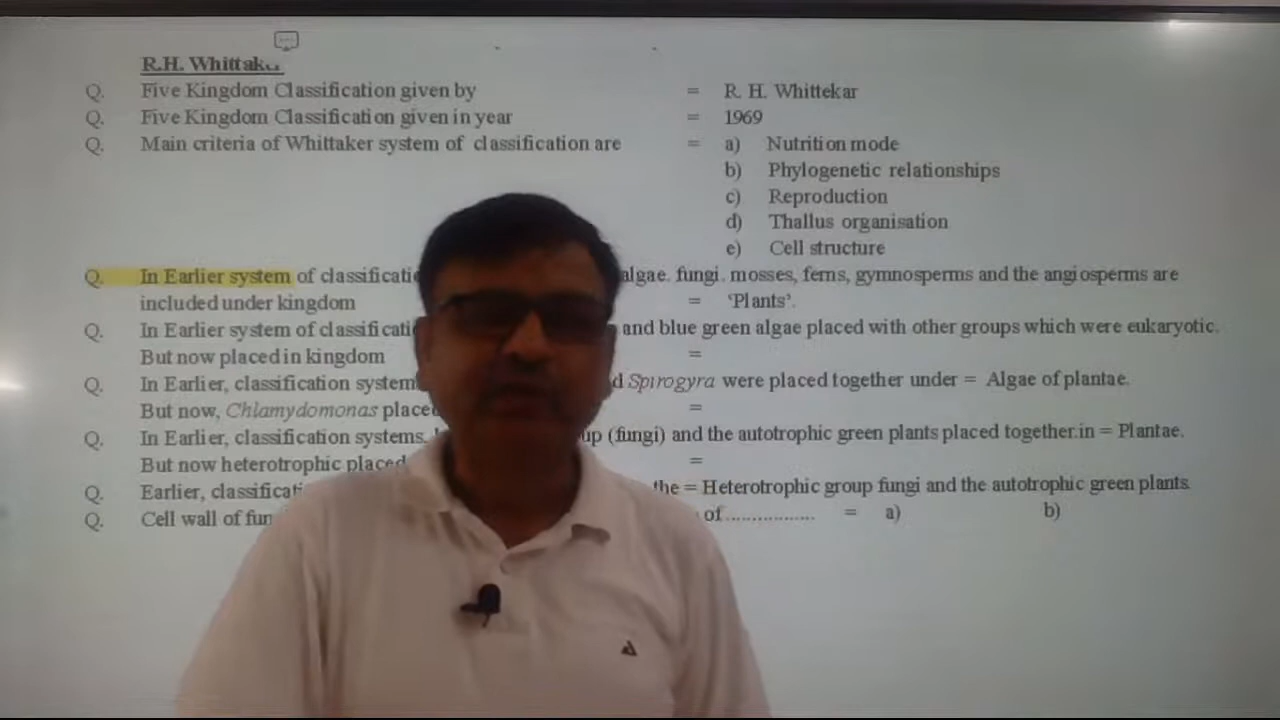 R.H. Whittak
Q. Five Kingdom Classification given by = R. H. Whittekar
Q. Five Kingdom Classification given in year = 1969
Q. Main criteria of Whittaker system of classification are = a) Nutrition mode
b) Phylogenetic relationships
c) Reproduction
d) Thallus organisation
e) Cell structure
Q. In Earlier system of classificati algae, fungi, mosses, ferns, gymnosperms and the angiosperms are
included under kingdom = ‘Plants’.
Q. In Earlier system of classificati and blue green algae placed with other groups which were eukaryotic.
But now placed in kingdom =
Q. In Earlier, classification system d Spirogyra were placed together under = Algae of plantae.
But now, Chlamydomonas place =
Q. In Earlier, classification systems, up (fungi) and the autotrophic green plants placed together.in = Plantae.
But now heterotrophic placed =
Q. Earlier, classificati the = Heterotrophic group fungi and the autotrophic green plants
Q. Cell wall of fun of................ = a) b)